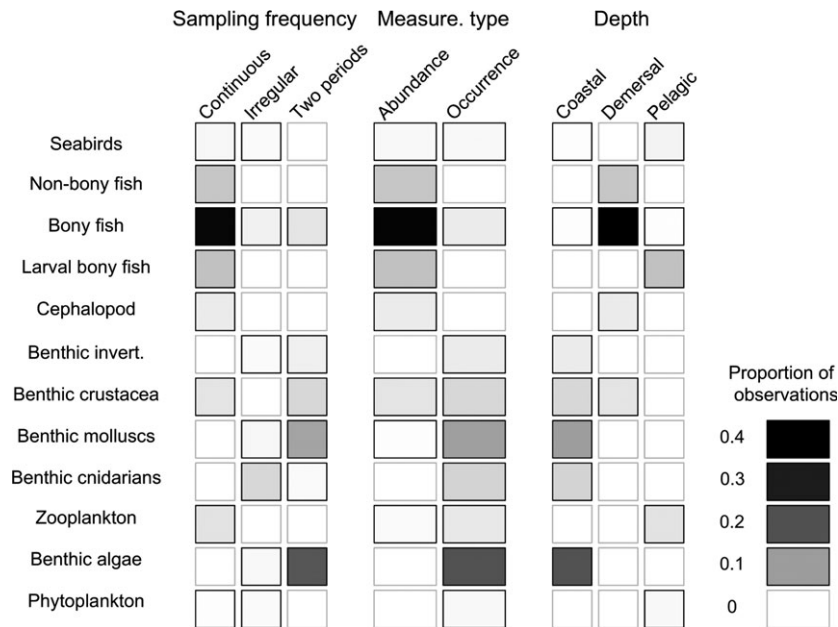 Sampling frequency Measure. type Depth
Continuous Irregular Two periods Abundance Occurrence Coastal Demersal Pelagic
Seabirds
Non-bony fish
Bony fish
Larval bony fish
Cephalopod
Benthic invert.
Benthic crustacea
Benthic molluscs
Benthic cnidarians
Zooplankton
Benthic algae
Phytoplankton
Proportion of
observations
0.4
0.3
0.2
0.1
0